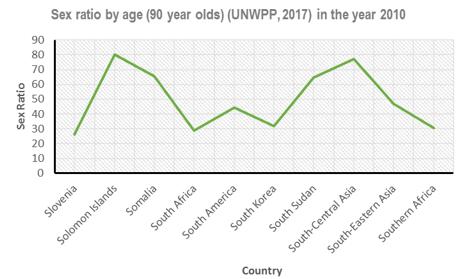 Sex ratio by age (90 year olds) (UNWPP, 2017) in the year 2010
90
80
70
60
50
40
30
20
10
0
Sex Ratio
Slovenia
Solomon Islands
Somalia
South Africa
South America
South Korea
South Sudan
South-Central Asia
South-Eastern Asia
Southern Africa
Country